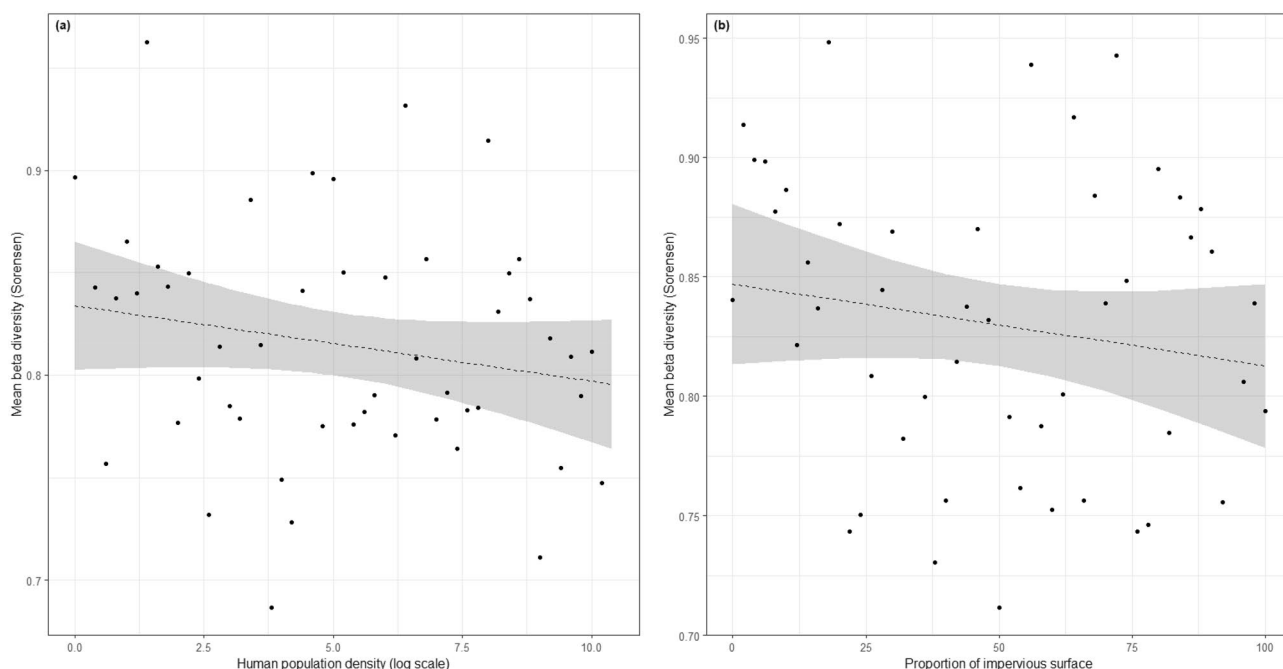 (a)
Mean beta diversity (Sorensen)
0.9
0.8
0.7
0.0 2.5 5.0 7.5 10.0
Human population density (log scale)
(b)
Mean beta diversity (Sorensen)
0.95
0.90
0.85
0.80
0.75
0.70
0 25 50 75 100
Proportion of impervious surface